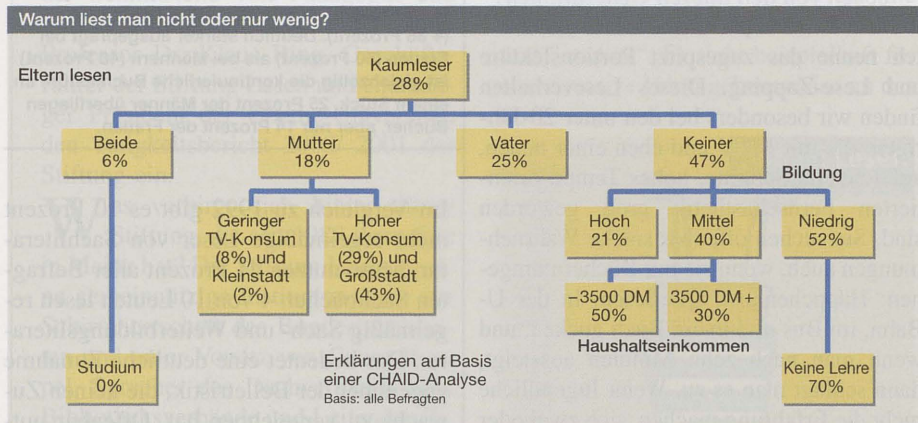 Warum liest man nicht oder nur wenig?
Eltern lesen
Kaumleser
28%
Beide
6%
Mutter
18%
Vater
25%
Keiner
47%
Bildung
Geringer
TV-Konsum
(8%) und
Kleinstadt
(2%)
Hoher
TV-Konsum
(29%) und
Großstadt
(43%)
Hoch
21%
Mittel
40%
Niedrig
52%
– 3500 DM
50%
3500 DM +
30%
Haushaltseinkommen
Studium
0%
Erklärungen auf Basis
einer CHAID-Analyse
Basis: alle Befragten
Keine Lehre
70%